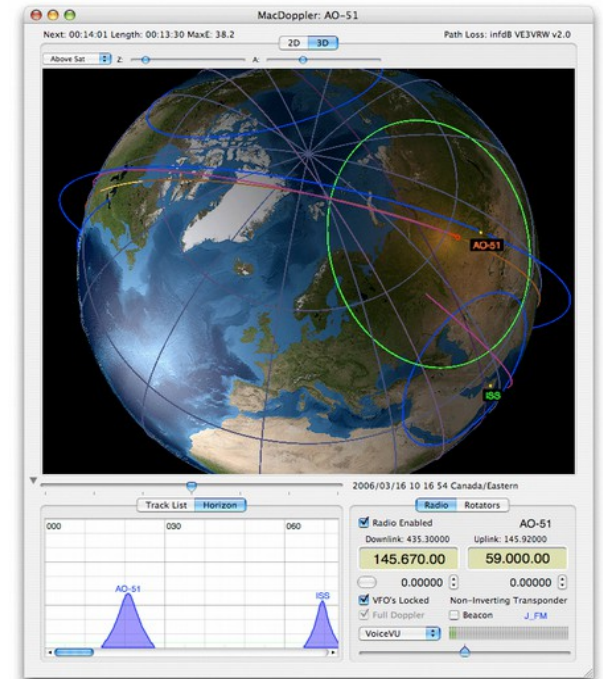 MacDoppler: AO-51
Next: 00:14:01 Length: 00:13:30 MaxE: 38.2
2D 3D
Path Loss: infdB VE3VRW v2.0
Above Sat Z: A:
AO-51
ISS
2006/03/16 10 16 54 Canada/Eastern
Track List Horizon
000 030 060
AO-51
ISS
Radio Rotators
Radio Enabled AO-51
Downlink: 435.30000 Uplink: 145.92000
145.670.00 59.000.00
0.00000 0.00000
VFO's Locked Non-Inverting Transponder
Full Doppler Beacon J_FM
VoiceVU